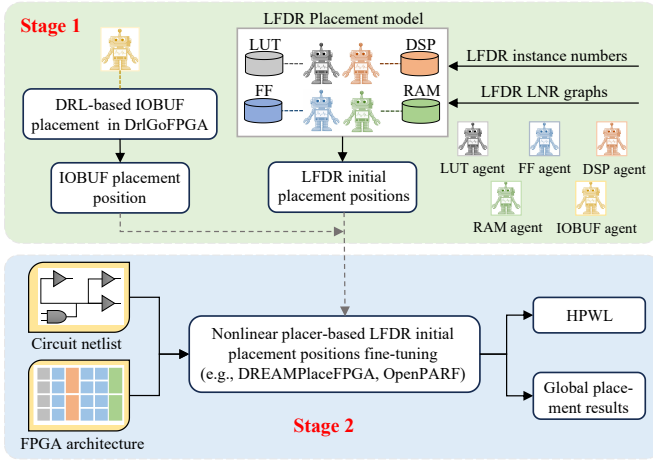 Stage 1
LFDR Placement model
LUT
DSP
FF
RAM
LFDR instance numbers
LFDR LNR graphs
DRL-based IOBUF
placement in DrlGoFPGA
IOBUF placement
position
LFDR initial
placement positions
LUT agent
FF agent
DSP agent
RAM agent
IOBUF agent
Circuit netlist
FPGA architecture
Nonlinear placer-based LFDR initial
placement positions fine-tuning
(e.g., DREAMPlaceFPGA, OpenPARF)
HPWL
Global place-
ment results
Stage 2